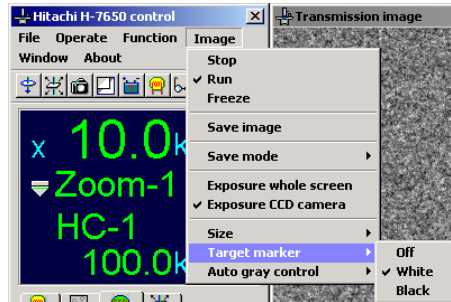 Hitachi H-7650 control
Transmission image
File Operate Function Image
Window About
Stop
Run
Freeze
Save image
Save mode
Exposure whole screen
Exposure CCD camera
Size
Target marker
Auto gray control
Off
White
Black
x 10.0k
Zoom-1
HC-1
100.0k